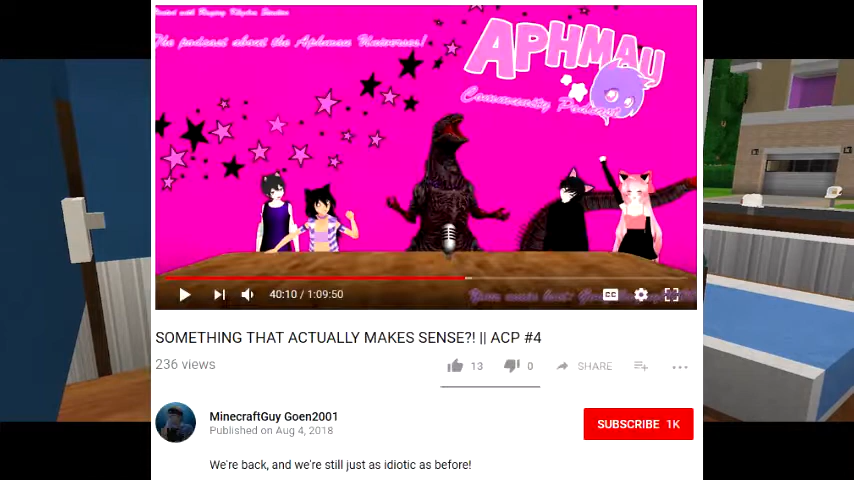 The podcast about the Aphmau Universes!
APHMAU
Community Podcast
40:10 / 1:09:50
CC
SOMETHING THAT ACTUALLY MAKES SENSE?! || ACP #4
236 views
13
0
SHARE
MinecraftGuy Goen2001
Published on Aug 4, 2018
SUBSCRIBE 1K
We're back, and we're still just as idiotic as before!